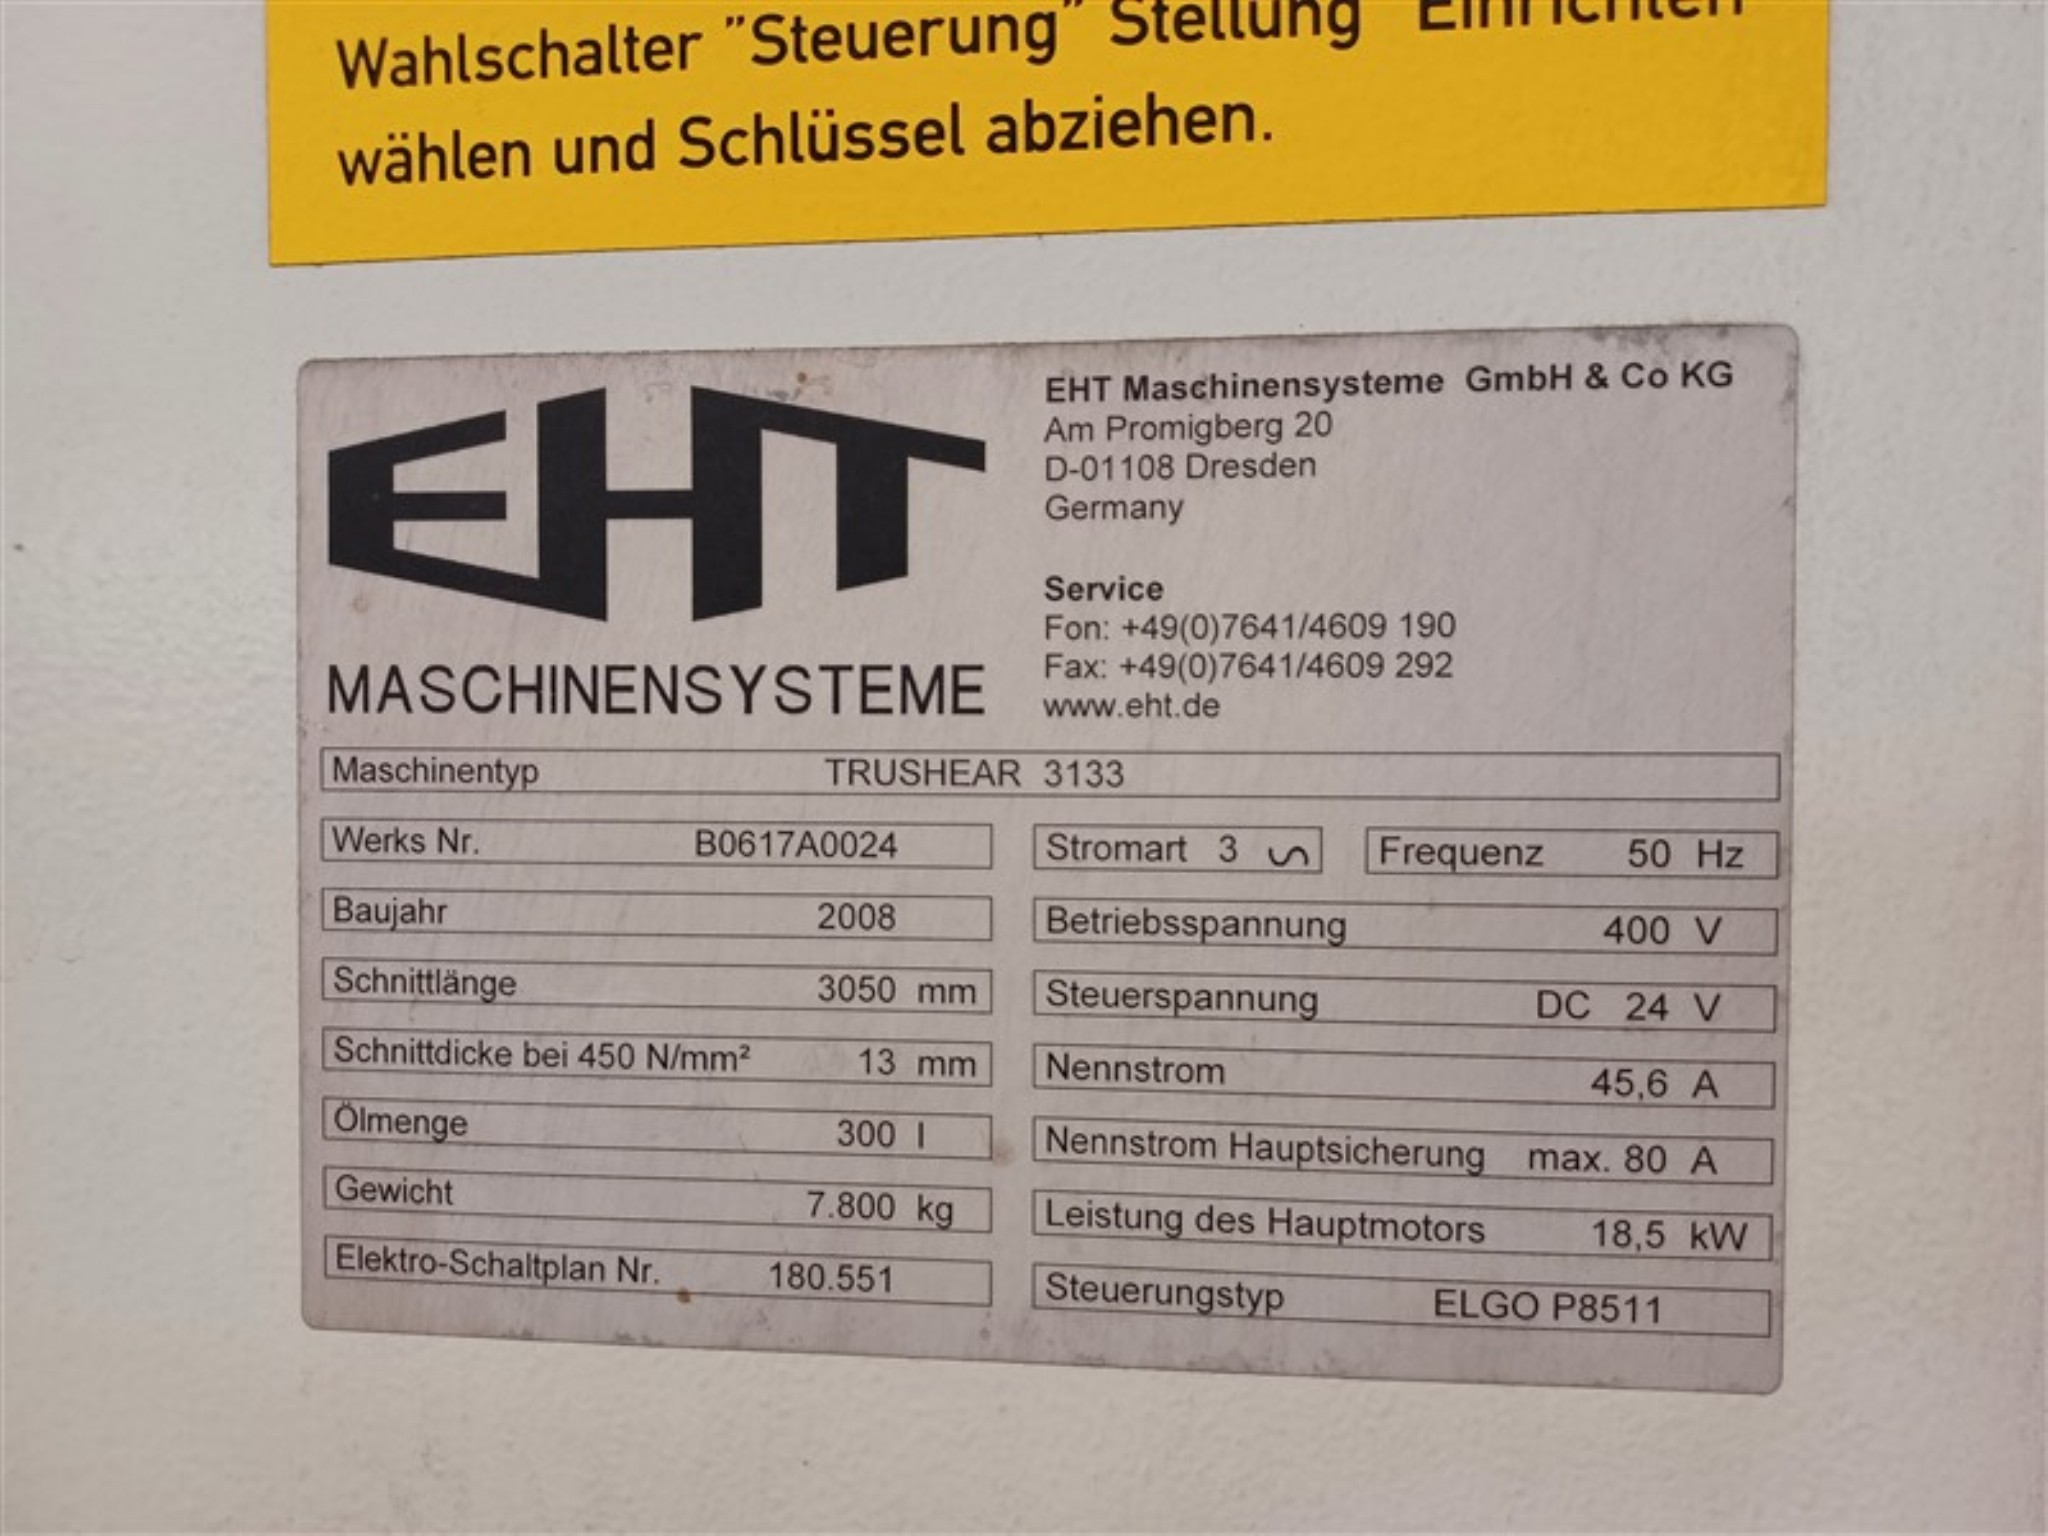 Wahlschalter "Steuerung" Stellung "Einrichten
wählen und Schlüssel abziehen.
EHT
MASCHINENSYSTEME
EHT Maschinensysteme GmbH & Co KG
Am Promigberg 20
D-01108 Dresden
Germany
Service
Fon: +49(0)7641/4609 190
Fax: +49(0)7641/4609 292
www.eht.de
Maschinentyp TRUSHEAR 3133
Werks Nr. B0617A0024
Baujahr 2008
Schnittlänge 3050 mm
Schnittdicke bei 450 N/mm² 13 mm
Ölmenge 300 l
Gewicht 7.800 kg
Elektro-Schaltplan Nr. 180.551
Stromart 3 ∽
Frequenz 50 Hz
Betriebsspannung 400 V
Steuerspannung DC 24 V
Nennstrom 45,6 A
Nennstrom Hauptsicherung max. 80 A
Leistung des Hauptmotors 18,5 kW
Steuerungstyp ELGO P8511